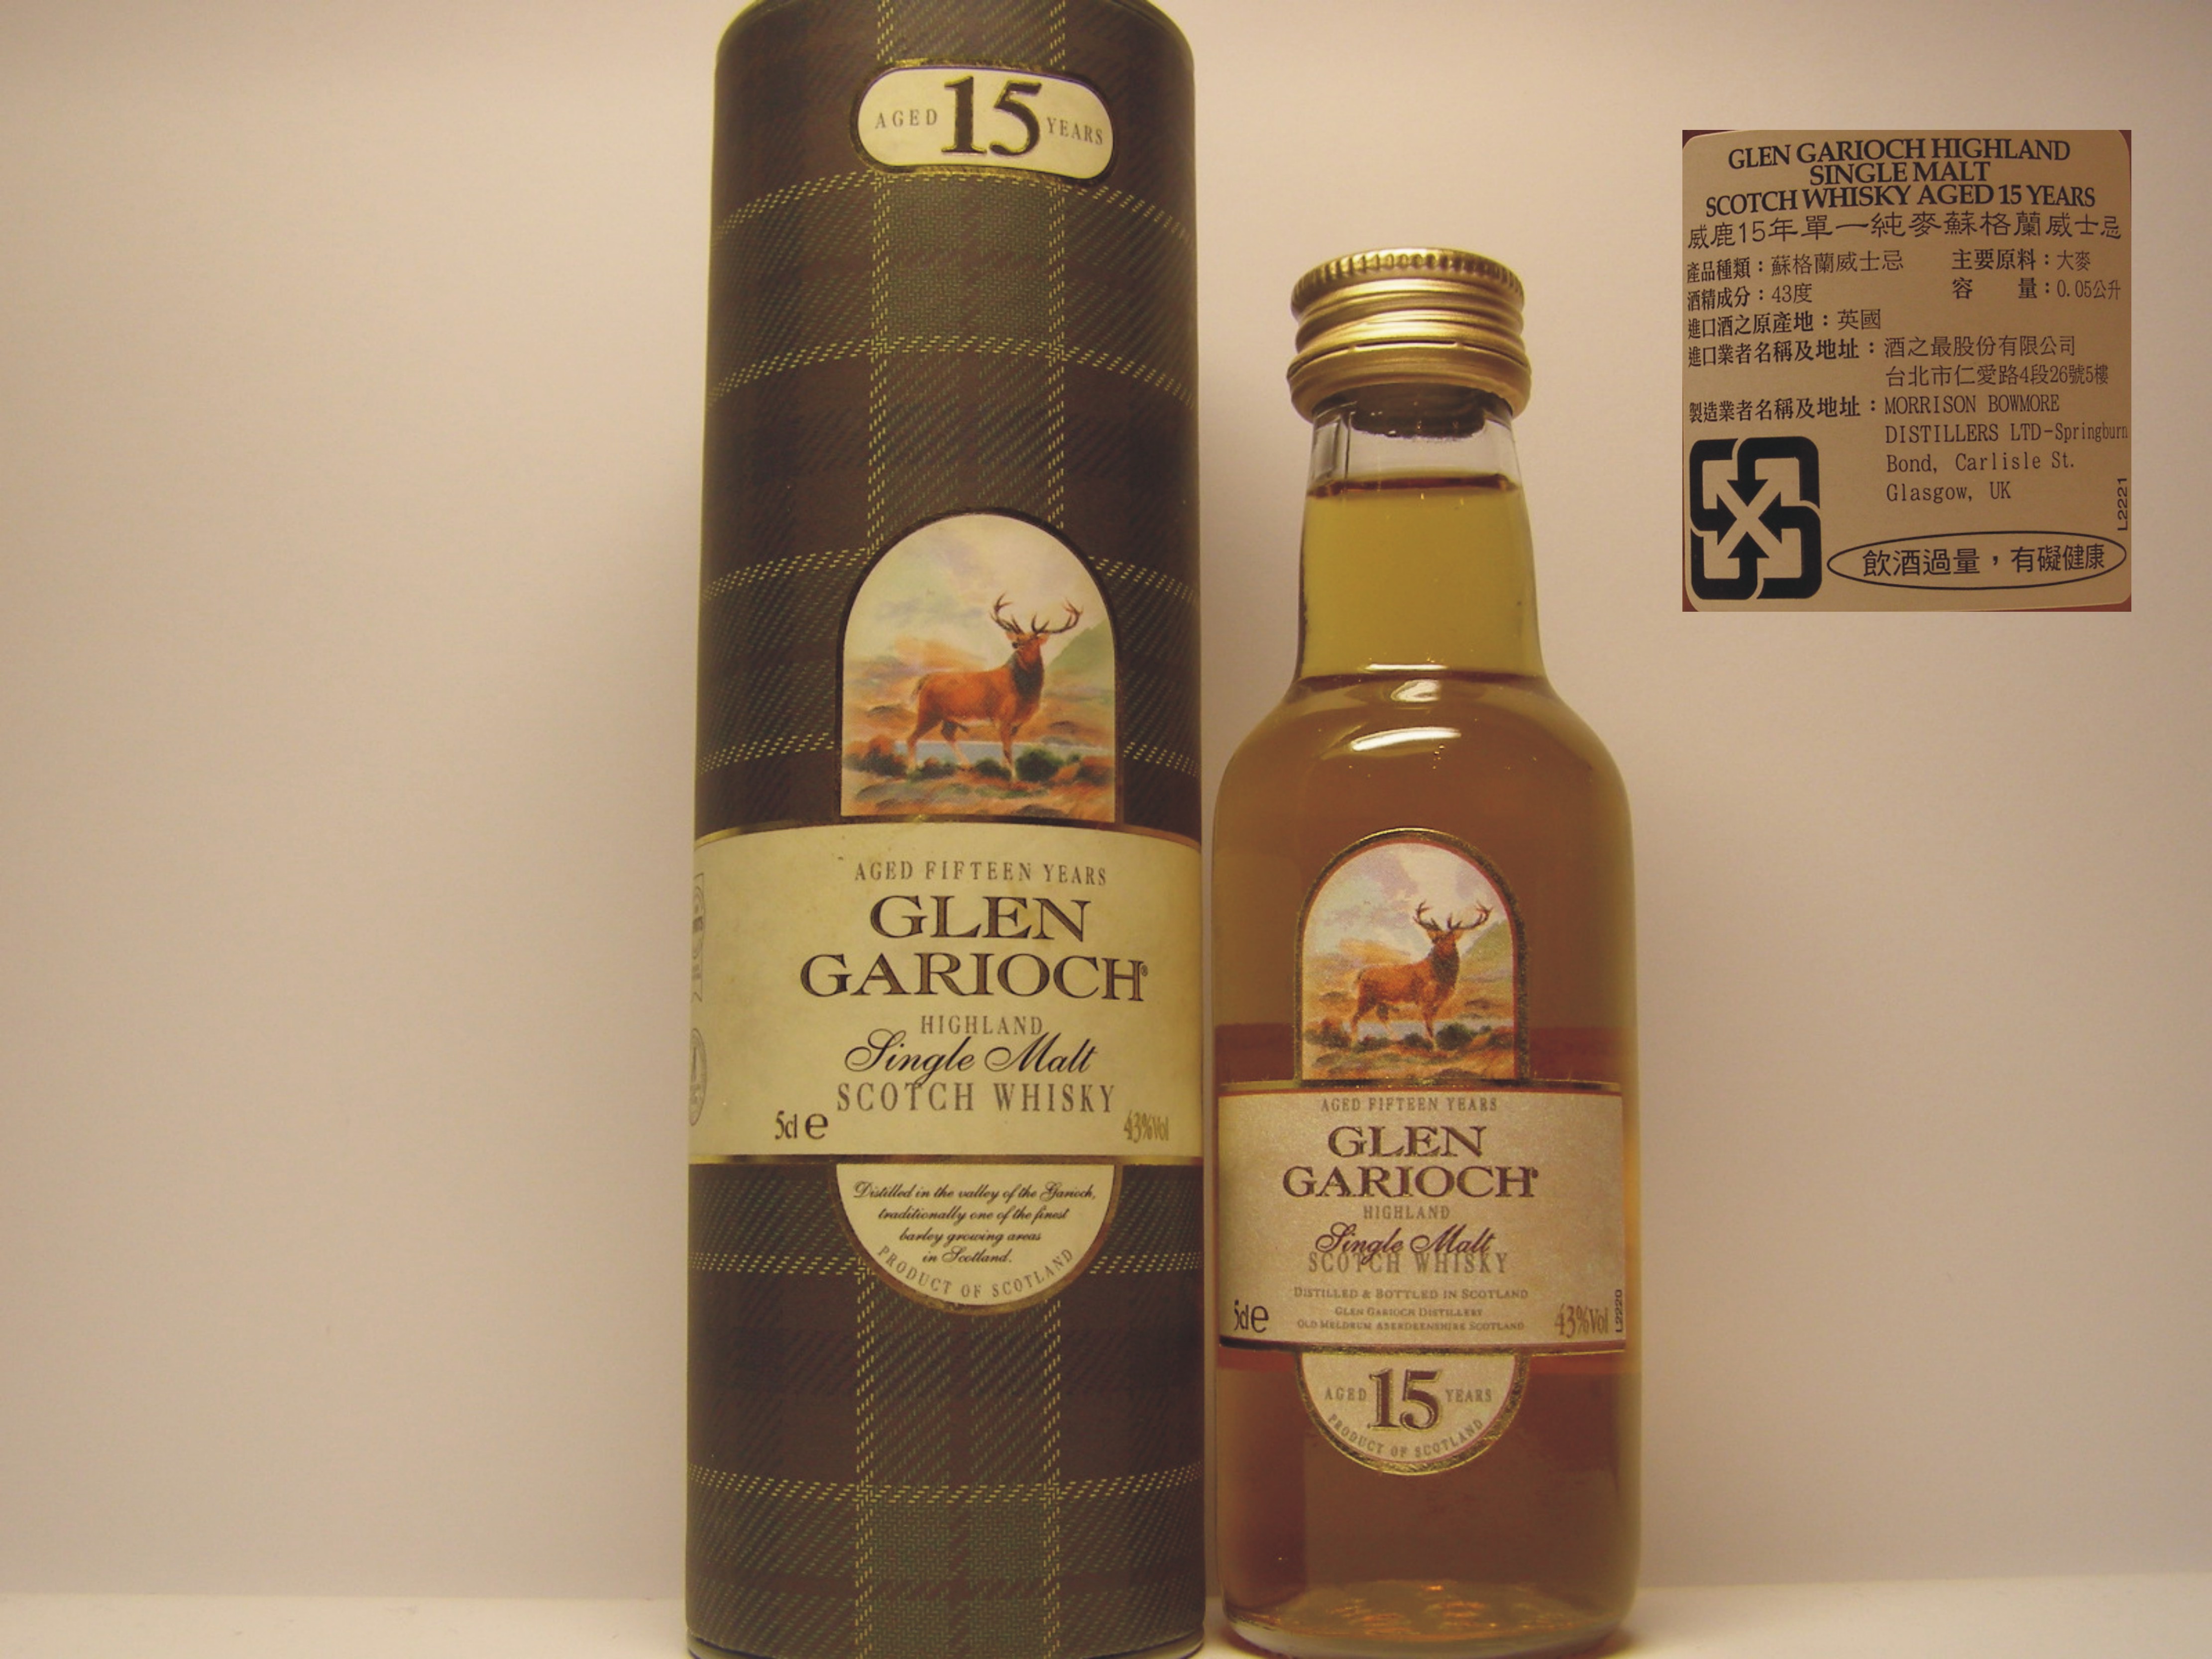 AGED 15 YEARS
AGED FIFTEEN YEARS
GLEN
GARIOCH®
HIGHLAND
Single Malt
SCOTCH WHISKY
5cl e 43%Vol
Distilled in the valley of the Garioch,
traditionally one of the finest
barley growing areas
in Scotland.
PRODUCT OF SCOTLAND
AGED FIFTEEN YEARS
GLEN
GARIOCH®
HIGHLAND
Single Malt
SCOTCH WHISKY
DISTILLED & BOTTLED IN SCOTLAND
GLEN GARIOCH DISTILLERY
OLD MELDRUM ABERDEENSHIRE SCOTLAND
5cl e 43%Vol
L2220
AGED 15 YEARS
PRODUCT OF SCOTLAND
GLEN GARIOCH HIGHLAND
SINGLE MALT
SCOTCH WHISKY AGED 15 YEARS
威鹿15年單一純麥蘇格蘭威士忌
產品種類：蘇格蘭威士忌 主要原料：大麥
酒精成分：43度 容 量：0.05公升
進口酒之原產地：英國
進口業者名稱及地址：酒之最股份有限公司
台北市仁愛路4段26號5樓
製造業者名稱及地址：MORRISON BOWMORE
DISTILLERS LTD-Springburn
Bond, Carlisle St.
Glasgow, UK
L2221
飲酒過量，有礙健康